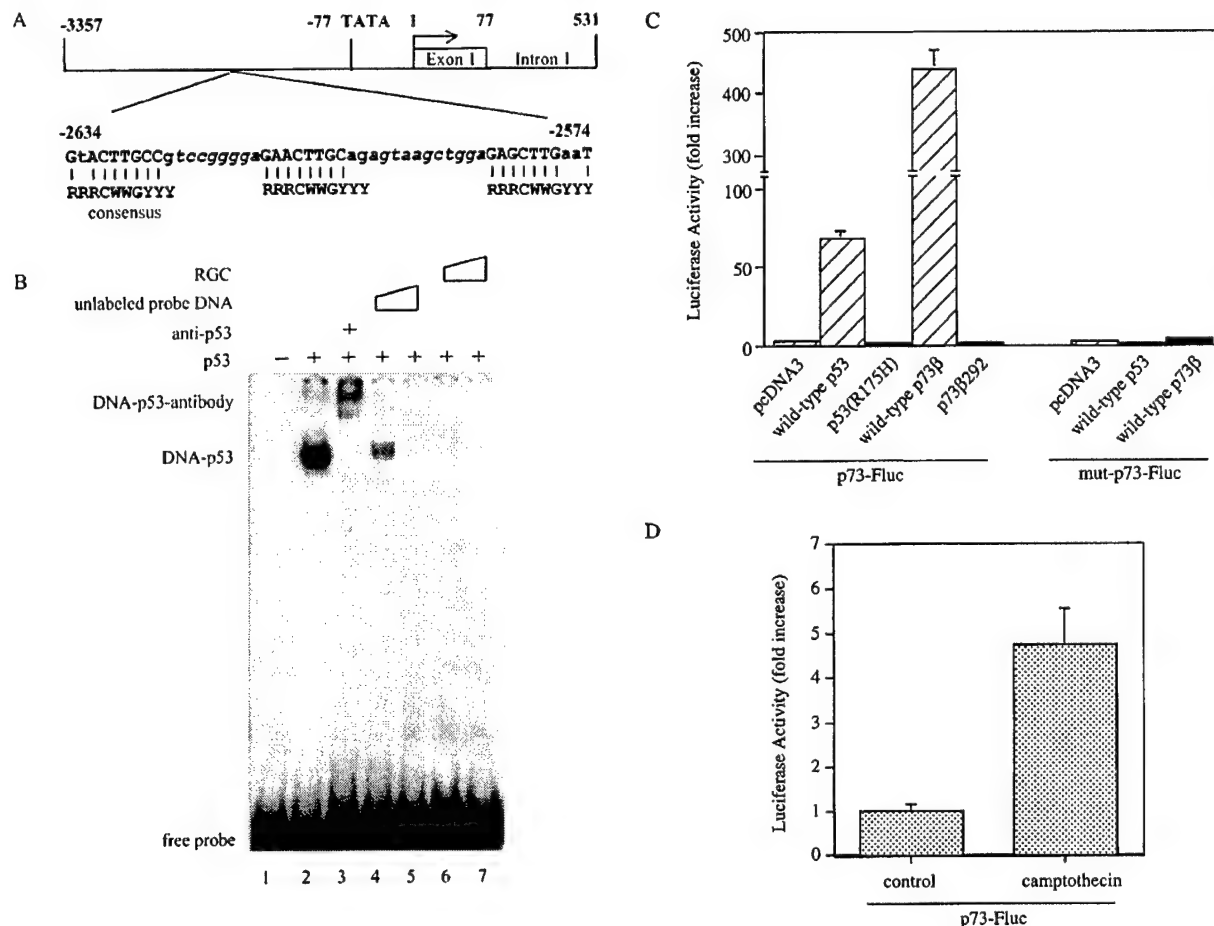 A
-3357 -77 TATA 1 77 531
Exon 1 Intron 1
-2634 -2574
GtACTTGCCgtccggggaGAACTTGCagagtaagctggaGAGCTTGaaT
RRRCWWGYYY RRRCWWGYYY RRRCWWGYYY
consensus
B
RGC
unlabeled probe DNA
anti-p53 +
p53 − + + + + + +
DNA-p53-antibody
DNA-p53
free probe
1 2 3 4 5 6 7
C
Luciferase Activity (fold increase)
500
400
300
100
50
0
pcDNA3
wild-type p53
p53(R175H)
wild-type p73β
p73β292
pcDNA3
wild-type p53
wild-type p73β
p73-Fluc mut-p73-Fluc
D
Luciferase Activity (fold increase)
7
6
5
4
3
2
1
0
control camptothecin
p73-Fluc